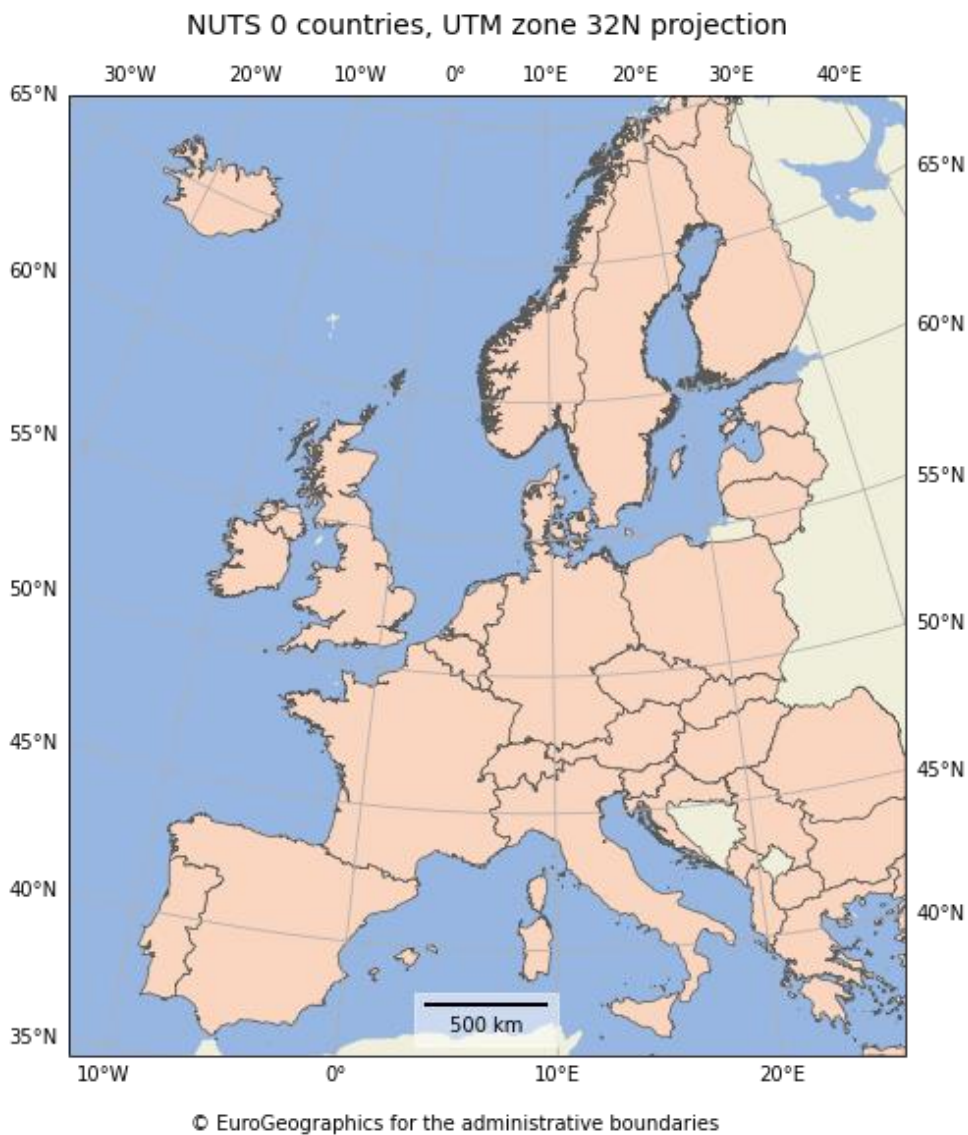 NUTS 0 countries, UTM zone 32N projection
30°W 20°W 10°W 0° 10°E 20°E 30°E 40°E
65°N
65°N
60°N
60°N
55°N
55°N
50°N
50°N
45°N
45°N
40°N
40°N
500 km
35°N
10°W 0° 10°E 20°E
© EuroGeographics for the administrative boundaries